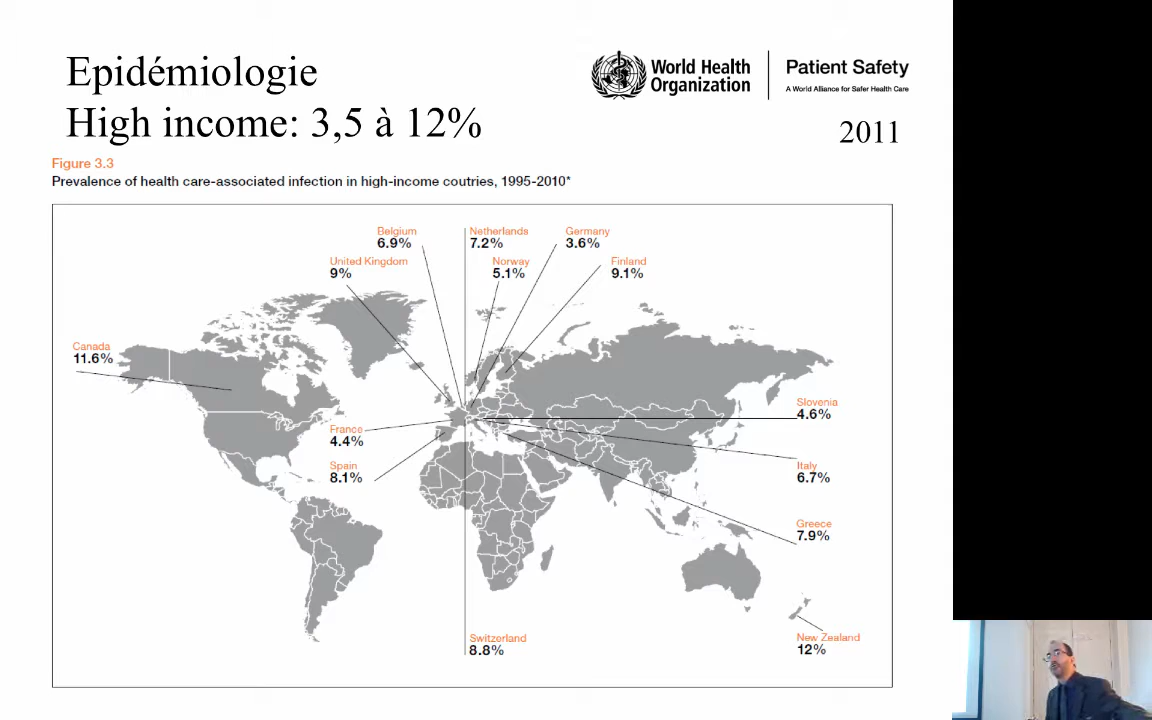 Epidémiologie
High income: 3,5 à 12%
World Health
Organization
Patient Safety
A World Alliance for Safer Health Care
2011
Figure 3.3
Prevalence of health care-associated infection in high-income coutries, 1995-2010*
Belgium
6.9%
Netherlands
7.2%
Germany
3.6%
United Kingdom
9%
Norway
5.1%
Finland
9.1%
Canada
11.6%
Slovenia
4.6%
France
4.4%
Spain
8.1%
Italy
6.7%
Greece
7.9%
Switzerland
8.8%
New Zealand
12%